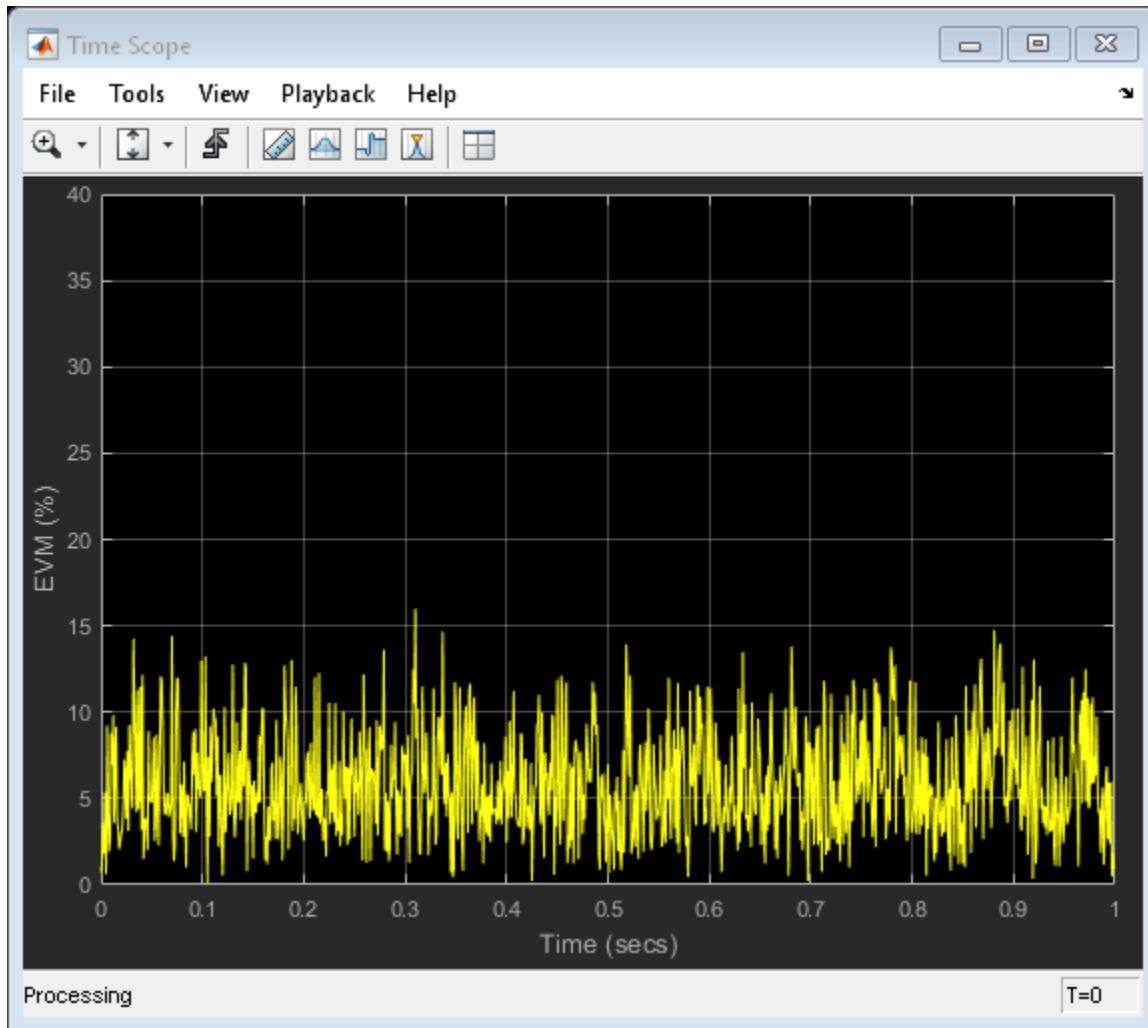 Time Scope
File Tools View Playback Help
40
35
30
25
20
15
10
5
0
EVM (%)
0 0.1 0.2 0.3 0.4 0.5 0.6 0.7 0.8 0.9 1
Time (secs)
Processing T=0